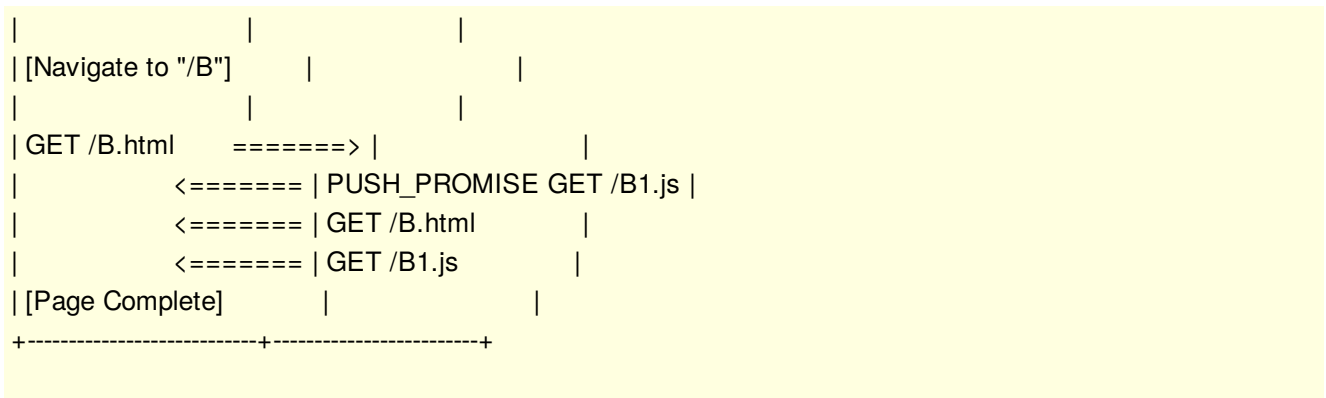 |                            |                         |
| [Navigate to "/B"]         |                         |
|                            |                         |
| GET /B.html       =======> |                         |
|                   <======= | PUSH_PROMISE GET /B1.js |
|                   <======= | GET /B.html             |
|                   <======= | GET /B1.js              |
| [Page Complete]            |                         |
+----------------------------+-------------------------+